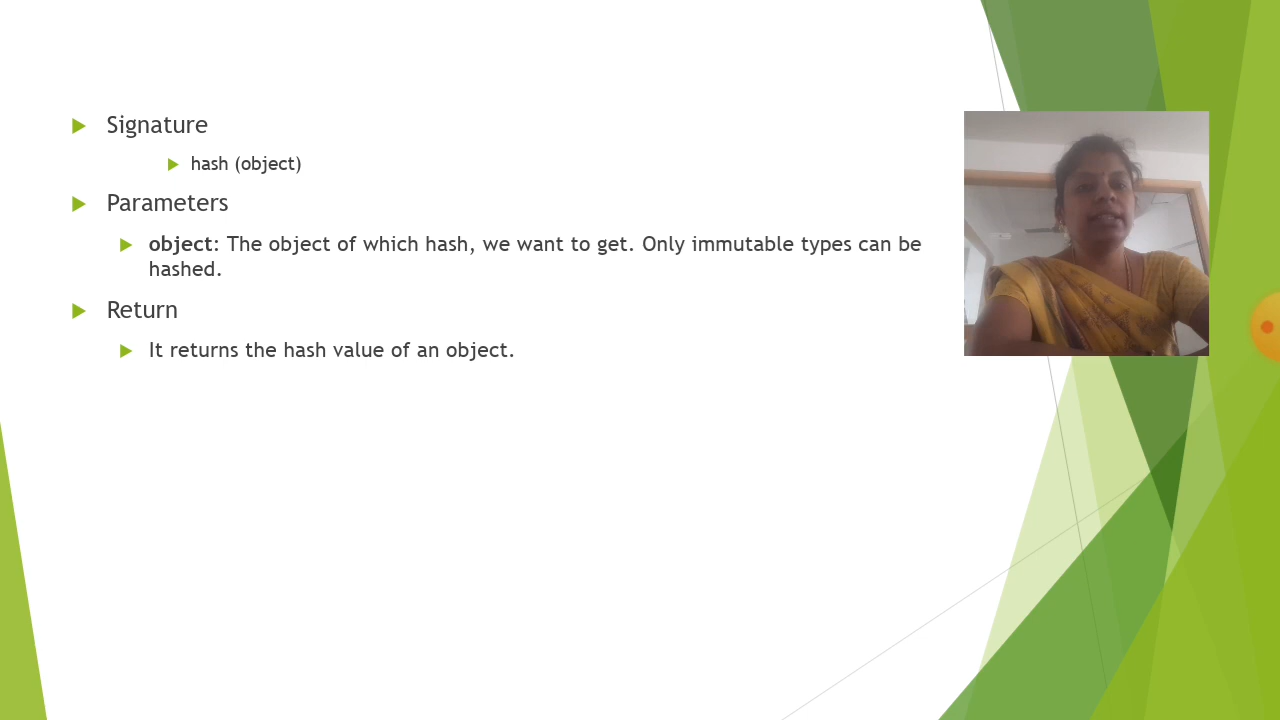 Signature
hash (object)
Parameters
object: The object of which hash, we want to get. Only immutable types can be
hashed.
Return
It returns the hash value of an object.